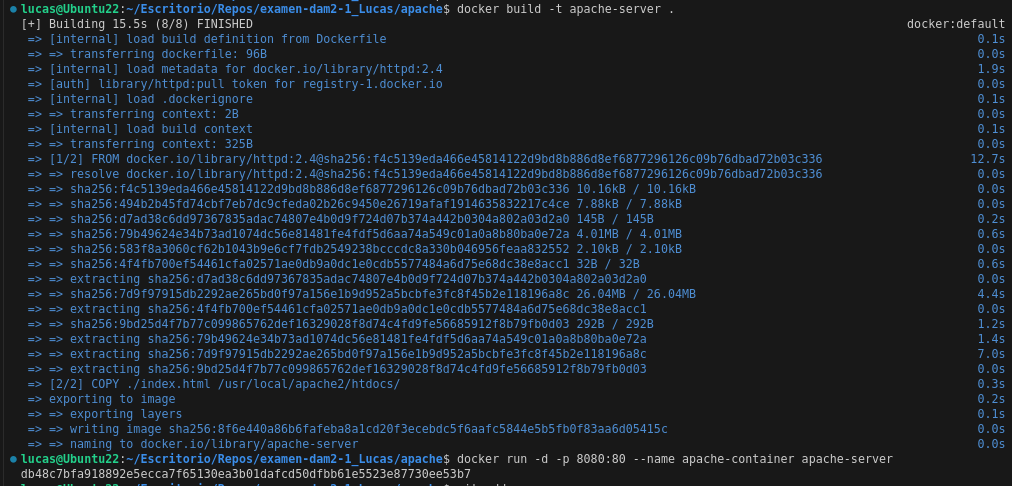 lucas@Ubuntu22:~/Escritorio/Repos/examen-dam2-1_Lucas/apache$ docker build -t apache-server .
[+] Building 15.5s (8/8) FINISHED docker:default
=> [internal] load build definition from Dockerfile 0.1s
=> => transferring dockerfile: 96B 0.0s
=> [internal] load metadata for docker.io/library/httpd:2.4 1.9s
=> [auth] library/httpd:pull token for registry-1.docker.io 0.0s
=> [internal] load .dockerignore 0.1s
=> => transferring context: 2B 0.0s
=> [internal] load build context 0.1s
=> => transferring context: 325B 0.0s
=> [1/2] FROM docker.io/library/httpd:2.4@sha256:f4c5139eda466e45814122d9bd8b886d8ef6877296126c09b76dbad72b03c336 12.7s
=> => resolve docker.io/library/httpd:2.4@sha256:f4c5139eda466e45814122d9bd8b886d8ef6877296126c09b76dbad72b03c336 0.0s
=> => sha256:f4c5139eda466e45814122d9bd8b886d8ef6877296126c09b76dbad72b03c336 10.16kB / 10.16kB 0.0s
=> => sha256:494b2b45fd74cbf7eb7dc9cfeda02b26c9450e26719afaf1914635832217c4ce 7.88kB / 7.88kB 0.0s
=> => sha256:d7ad38c6dd97367835adac74807e4b0d9f724d07b374a442b0304a802a03d2a0 145B / 145B 0.2s
=> => sha256:79b49624e34b73ad1074dc56e81481fe4fdf5d6aa74a549c01a0a8b80ba0e72a 4.01MB / 4.01MB 0.6s
=> => sha256:583f8a3060cf62b1043b9e6cf7fdb2549238bcccdc8a330b046956feaa832552 2.10kB / 2.10kB 0.0s
=> => sha256:4f4fb700ef54461cfa02571ae0db9a0dc1e0cdb5577484a6d75e68dc38e8acc1 32B / 32B 0.6s
=> => extracting sha256:d7ad38c6dd97367835adac74807e4b0d9f724d07b374a442b0304a802a03d2a0 0.0s
=> => sha256:7d9f97915db2292ae265bd0f97a156e1b9d952a5bcbfe3fc8f45b2e118196a8c 26.04MB / 26.04MB 4.4s
=> => extracting sha256:4f4fb700ef54461cfa02571ae0db9a0dc1e0cdb5577484a6d75e68dc38e8acc1 0.0s
=> => sha256:9bd25d4f7b77c099865762def16329028f8d74c4fd9fe56685912f8b79fb0d03 292B / 292B 1.2s
=> => extracting sha256:79b49624e34b73ad1074dc56e81481fe4fdf5d6aa74a549c01a0a8b80ba0e72a 1.4s
=> => extracting sha256:7d9f97915db2292ae265bd0f97a156e1b9d952a5bcbfe3fc8f45b2e118196a8c 7.0s
=> => extracting sha256:9bd25d4f7b77c099865762def16329028f8d74c4fd9fe56685912f8b79fb0d03 0.0s
=> [2/2] COPY ./index.html /usr/local/apache2/htdocs/ 0.3s
=> exporting to image 0.2s
=> => exporting layers 0.1s
=> => writing image sha256:8f6e440a86b6fafeba8a1cd20f3ecebdc5f6aafc5844e5b5fb0f83aa6d05415c 0.0s
=> => naming to docker.io/library/apache-server 0.0s
lucas@Ubuntu22:~/Escritorio/Repos/examen-dam2-1_Lucas/apache$ docker run -d -p 8080:80 --name apache-container apache-server
db48c7bfa918892e5ecca7f65130ea3b01dafcd50dfbb61e5523e87730ee53b7